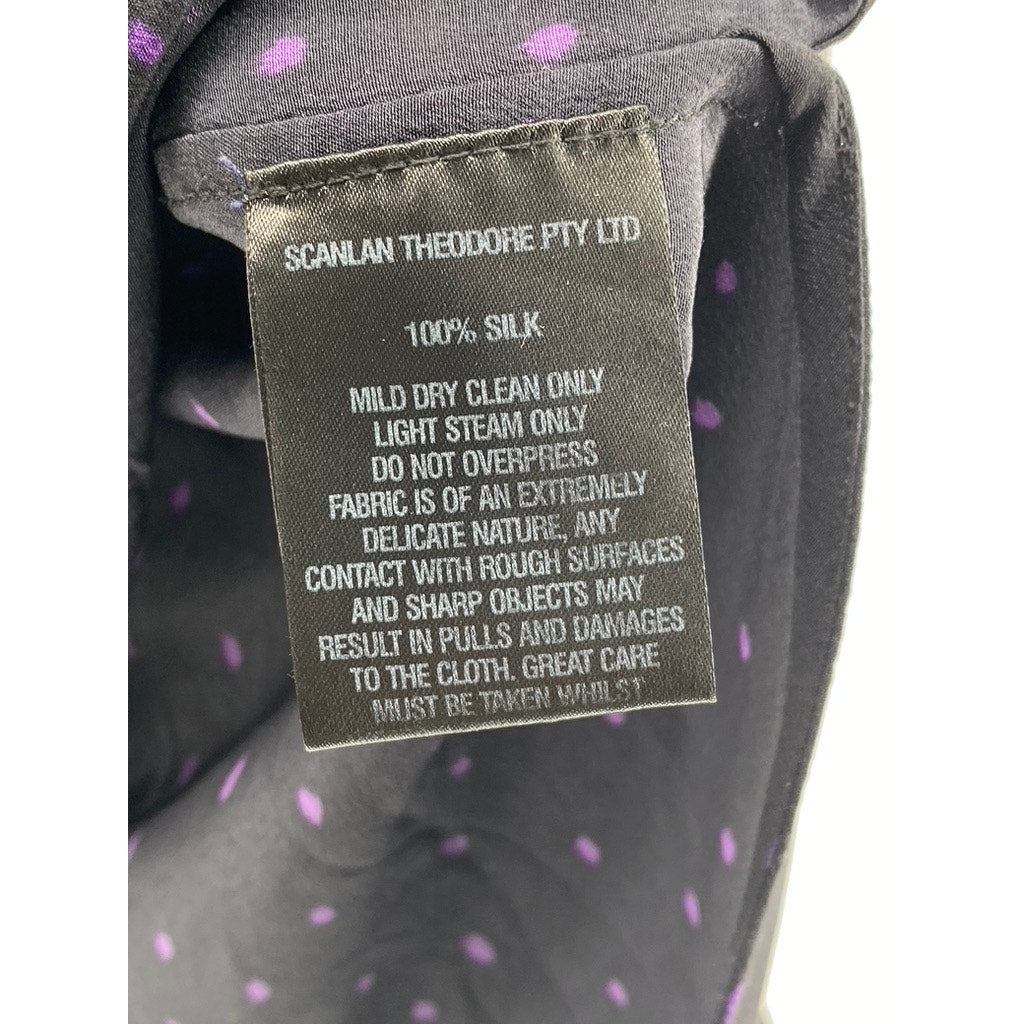 SCANLAN THEODORE PTY LTD
100% SILK
MILD DRY CLEAN ONLY
LIGHT STEAM ONLY
DO NOT OVERPRESS
FABRIC IS OF AN EXTREMELY
DELICATE NATURE, ANY
CONTACT WITH ROUGH SURFACES
AND SHARP OBJECTS MAY
RESULT IN PULLS AND DAMAGES
TO THE CLOTH. GREAT CARE
MUST BE TAKEN WHILST